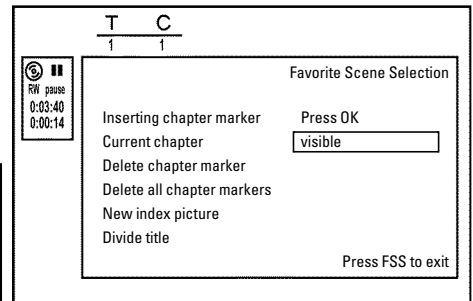 T C
1 1
RW pause
0:03:40
0:00:14
Favorite Scene Selection
Inserting chapter marker Press OK
Current chapter visible
Delete chapter marker
Delete all chapter markers
New index picture
Divide title
Press FSS to exit